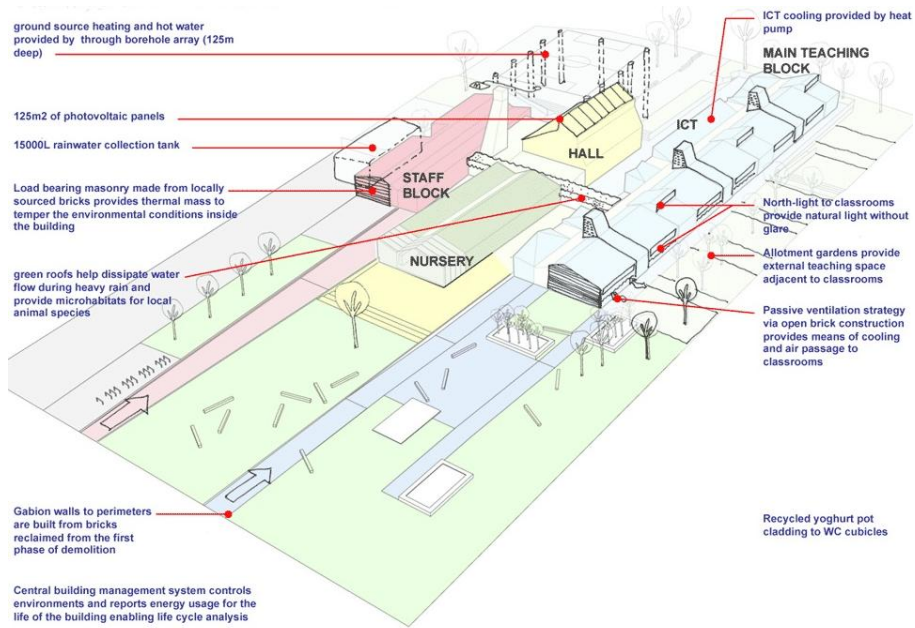 ground source heating and hot water
provided by through borehole array (125m
deep)
125m2 of photovoltaic panels
15000L rainwater collection tank
Load bearing masonry made from locally
sourced bricks provides thermal mass to
temper the environmental conditions inside
the building
green roofs help dissipate water
flow during heavy rain and
provide microhabitats for local
animal species
Gabion walls to perimeters
are built from bricks
reclaimed from the first
phase of demolition
Central building management system controls
environments and reports energy usage for the
life of the building enabling life cycle analysis
STAFF
BLOCK
NURSERY
HALL
ICT
MAIN TEACHING
BLOCK
ICT cooling provided by heat
pump
North-light to classrooms
provide natural light without
glare
Allotment gardens provide
external teaching space
adjacent to classrooms
Passive ventilation strategy
via open brick construction
provides means of cooling
and air passage to
classrooms
Recycled yoghurt pot
cladding to WC cubicles